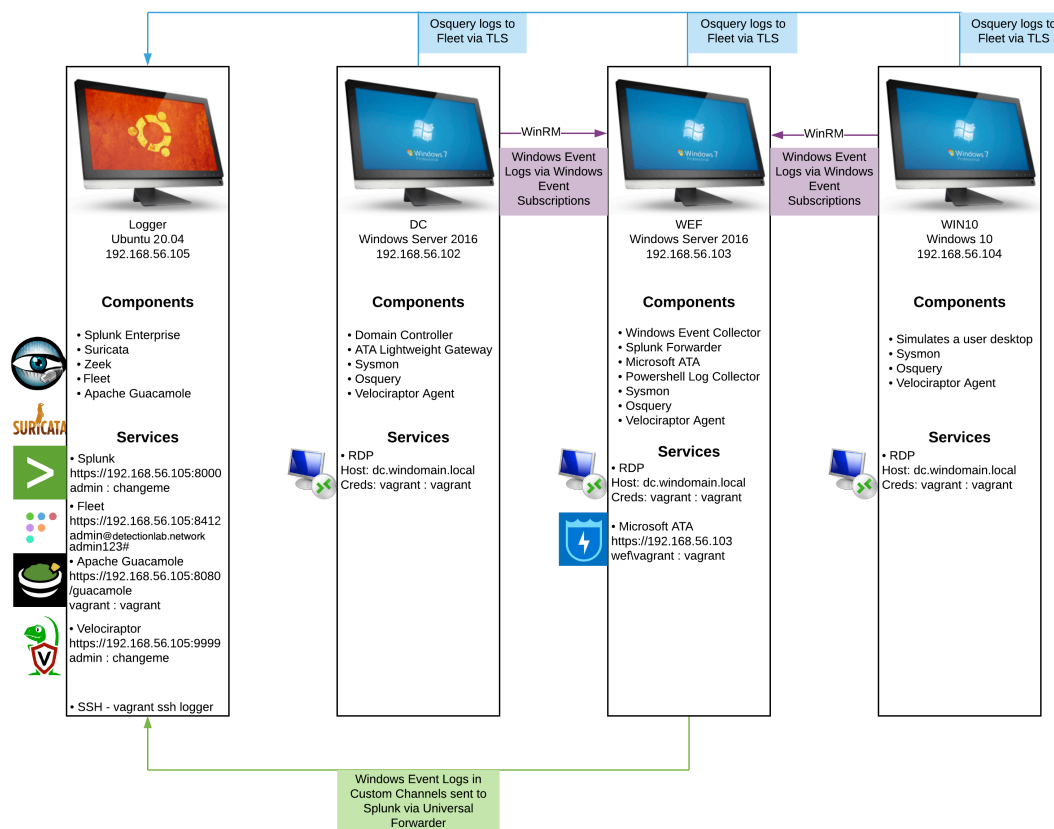 Osquery logs to
Fleet via TLS
Osquery logs to
Fleet via TLS
Osquery logs to
Fleet via TLS
Windows 7
Professional
Windows 7
Professional
Windows 7
Professional
WinRM
WinRM
Windows Event
Logs via Windows
Event
Subscriptions
Windows Event
Logs via Windows
Event
Subscriptions
Logger
Ubuntu 20.04
192.168.56.105
Components
• Splunk Enterprise
• Suricata
• Zeek
• Fleet
• Apache Guacamole
SURICATA
Services
• Splunk
https://192.168.56.105:8000
admin : changeme
• Fleet
https://192.168.56.105:8412
admin@detectionlab.network
admin123#
• Apache Guacamole
https://192.168.56.105:8080
/guacamole
vagrant : vagrant
• Velociraptor
https://192.168.56.105:9999
admin : changeme
V
• SSH - vagrant ssh logger
DC
Windows Server 2016
192.168.56.102
Components
• Domain Controller
• ATA Lightweight Gateway
• Sysmon
• Osquery
• Velociraptor Agent
Services
• RDP
Host: dc.windomain.local
Creds: vagrant : vagrant
WEF
Windows Server 2016
192.168.56.103
Components
• Windows Event Collector
• Splunk Forwarder
• Microsoft ATA
• Powershell Log Collector
• Sysmon
• Osquery
• Velociraptor Agent
Services
• RDP
Host: dc.windomain.local
Creds: vagrant : vagrant
• Microsoft ATA
https://192.168.56.103
wef\vagrant : vagrant
WIN10
Windows 10
192.168.56.104
Components
• Simulates a user desktop
• Sysmon
• Osquery
• Velociraptor Agent
Services
• RDP
Host: dc.windomain.local
Creds: vagrant : vagrant
Windows Event Logs in
Custom Channels sent to
Splunk via Universal
Forwarder